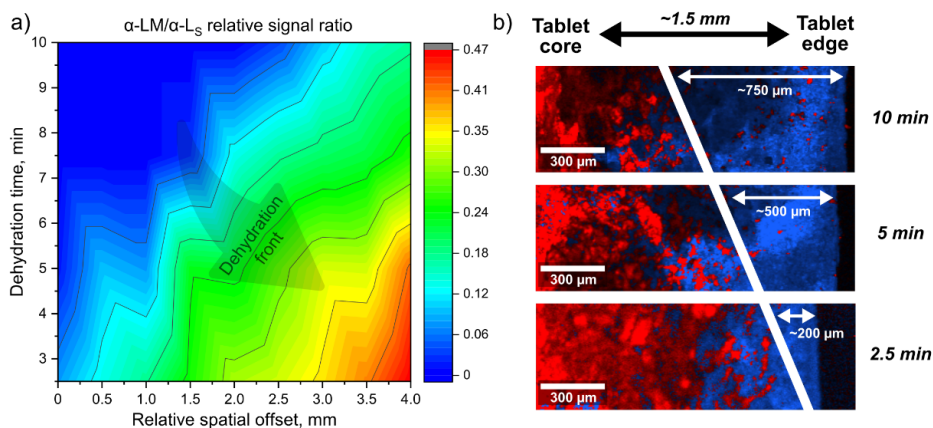 a)
α-LM/α-Lₛ relative signal ratio
Dehydration time, min
10
9
8
7
6
5
4
3
Dehydration
front
0.0 0.5 1.0 1.5 2.0 2.5 3.0 3.5 4.0
Relative spatial offset, mm
0.47
0.41
0.35
0.30
0.24
0.18
0.12
0.06
0
b)
Tablet
core
~1.5 mm
Tablet
edge
~750 µm
300 µm
10 min
~500 µm
300 µm
5 min
~200 µm
300 µm
2.5 min